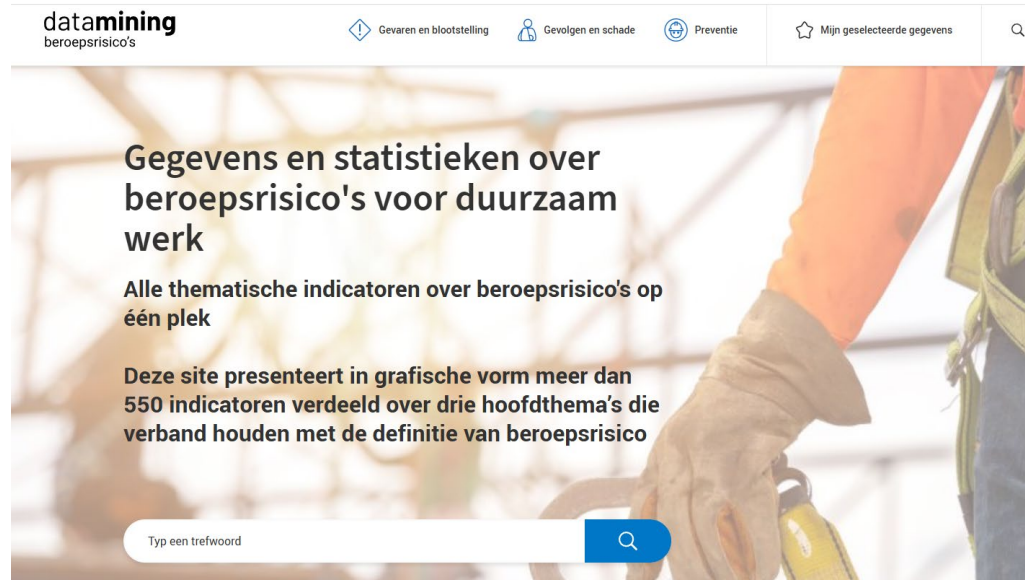 datamining
beroepsrisico's
Gevaren en blootstelling
Gevolgen en schade
Preventie
Mijn geselecteerde gegevens
Gegevens en statistieken over
beroepsrisico's voor duurzaam
werk
Alle thematische indicatoren over beroepsrisico's op
één plek
Deze site presenteert in grafische vorm meer dan
550 indicatoren verdeeld over drie hoofdthema's die
verband houden met de definitie van beroepsrisico
Typ een trefwoord